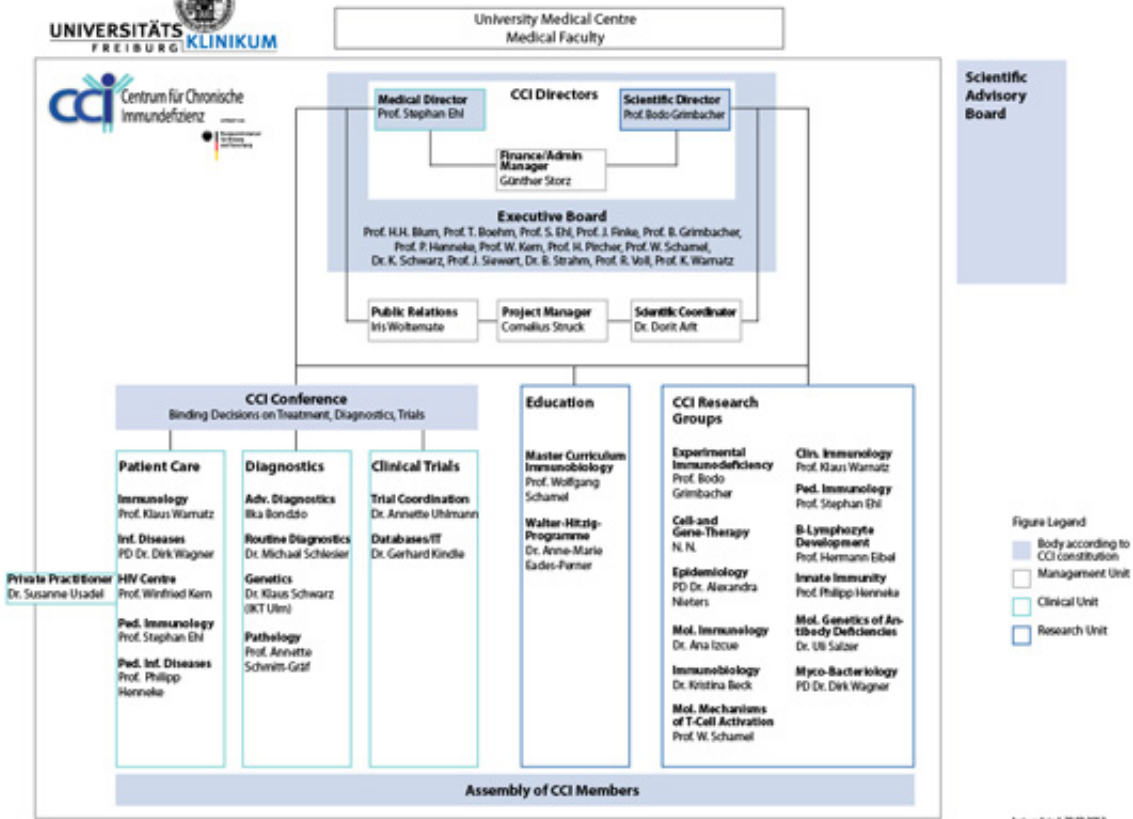 UNIVERSITÄTS
FREIBURG KLINIKUM
University Medical Centre
Medical Faculty
cci Centrum für Chronische
Immundefizienz
Scientific
Advisory
Board
CCI Directors
Medical Director
Prof. Stephan Ehl
Scientific Director
Prof. Bodo Grimbacher
Finance/Admin
Manager
Günther Storz
Executive Board
Prof. H.H. Blum, Prof. T. Boehm, Prof. S. Ehl, Prof. J. Finke, Prof. B. Grimbacher,
Prof. P. Henneke, Prof. W. Kern, Prof. H. Pircher, Prof. W. Schamel,
Dr. K. Schwarz, Prof. J. Siewert, Dr. B. Strahm, Prof. R. Voll, Prof. K. Warnatz
Public Relations
Iris Woltemate
Project Manager
Cornelius Struck
Scientific Coordinator
Dr. Dorit Arlt
CCI Conference
Binding Decisions on Treatment, Diagnostics, Trials
Patient Care
Immunology
Prof. Klaus Warnatz
Inf. Diseases
PD Dr. Dirk Wagner
Private Practitioner
Dr. Susanne Usadel
HIV Centre
Prof. Winfried Kern
Ped. Immunology
Prof. Stephan Ehl
Ped. Inf. Diseases
Prof. Philipp
Henneke
Diagnostics
Adv. Diagnostics
Ilka Bondzio
Routine Diagnostics
Dr. Michael Schlesier
Genetics
Dr. Klaus Schwarz
(IKT Ulm)
Pathology
Prof. Annette
Schmitt-Gräf
Clinical Trials
Trial Coordination
Dr. Annette Uhlmann
Databases/IT
Dr. Gerhard Kindle
Education
Master Curriculum
Immunobiology
Prof. Wolfgang
Schamel
Walter-Hitzig-
Programme
Dr. Anne-Marie
Eades-Perner
CCI Research
Groups
Experimental
Immunodeficiency
Prof. Bodo
Grimbacher
Cell-and
Gene-Therapy
N. N.
Epidemiology
PD Dr. Alexandra
Nieters
Mol. Immunology
Dr. Ana Izcue
Immunobiology
Dr. Kristina Beck
Mol. Mechanisms
of T-Cell Activation
Prof. W. Schamel
Clin. Immunology
Prof. Klaus Warnatz
Ped. Immunology
Prof. Stephan Ehl
B-Lymphozyte
Development
Prof. Hermann Eibel
Innate Immunity
Prof. Philipp Henneke
Mol. Genetics of An-
tibody Deficiencies
Dr. Uli Salzer
Myco-Bacteriology
PD Dr. Dirk Wagner
Assembly of CCI Members
Figure Legend
Body according to
CCI constitution
Management Unit
Clinical Unit
Research Unit